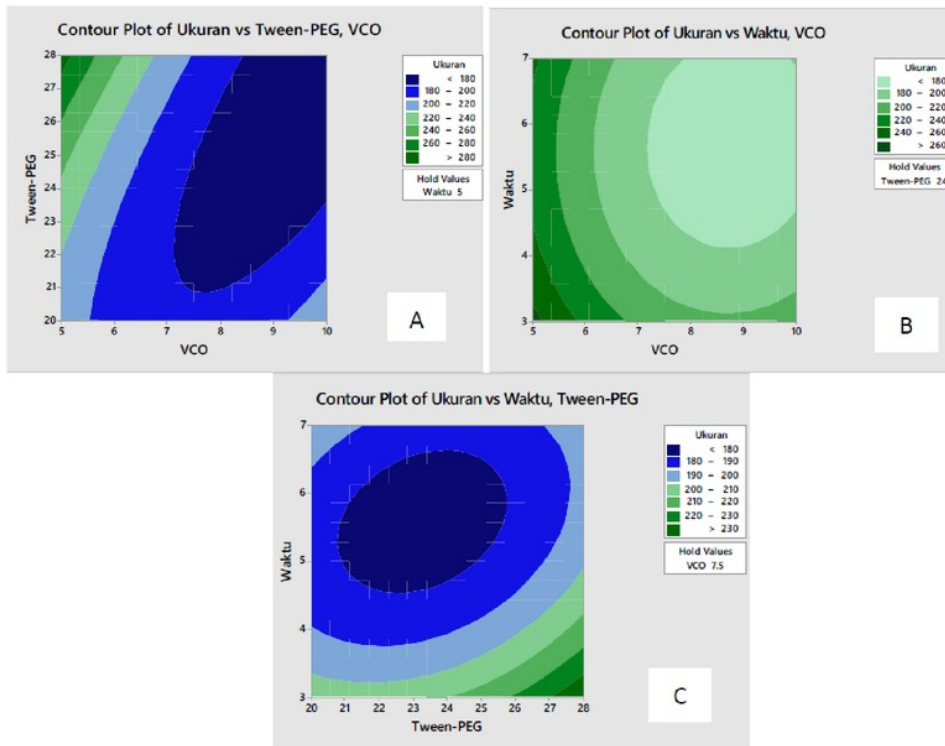 Contour Plot of Ukuran vs Tween-PEG, VCO
28
27
26
25
24
23
22
21
20
Tween-PEG
5
6
7
8
9
10
VCO
Ukuran
< 180
180 – 200
200 – 220
220 – 240
240 – 260
260 – 280
> 280
Hold Values
Waktu 5
A
Contour Plot of Ukuran vs Waktu, VCO
7
6
5
4
3
Waktu
5
6
7
8
9
10
VCO
Ukuran
< 180
180 – 200
200 – 220
220 – 240
240 – 260
> 260
Hold Values
Tween-PEG 24
B
Contour Plot of Ukuran vs Waktu, Tween-PEG
7
6
5
4
3
Waktu
20
21
22
23
24
25
26
27
28
Tween-PEG
Ukuran
< 180
180 – 190
190 – 200
200 – 210
210 – 220
220 – 230
> 230
Hold Values
VCO 7.5
C